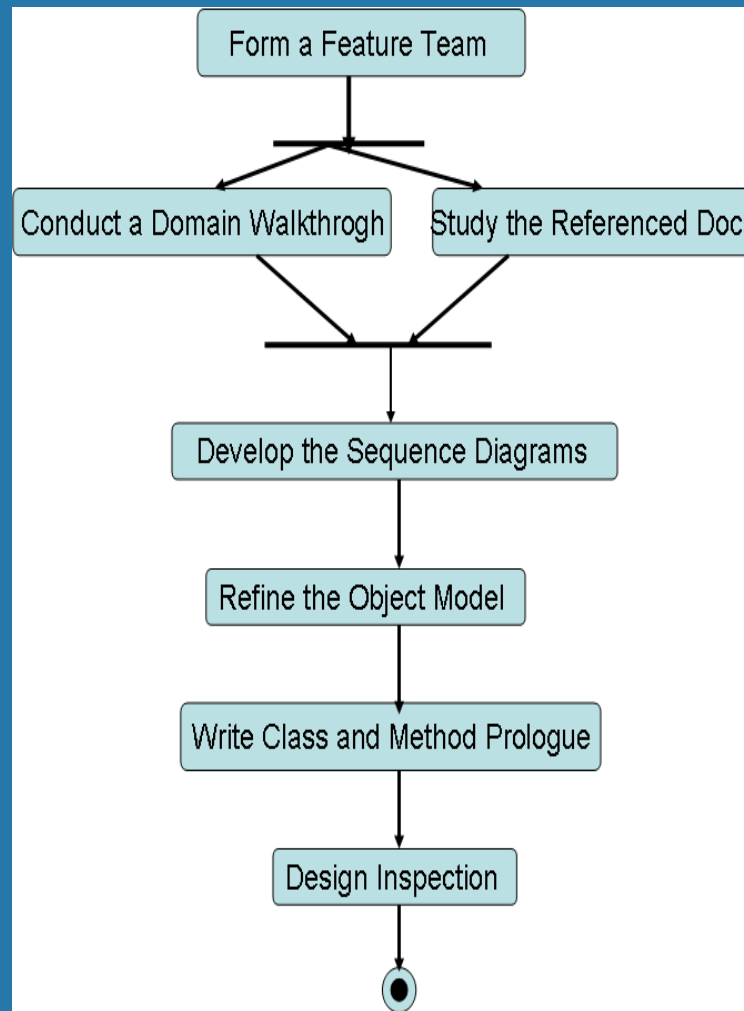 Form a Feature Team
Conduct a Domain Walkthrogh
Study the Referenced Doc
Develop the Sequence Diagrams
Refine the Object Model
Write Class and Method Prologue
Design Inspection